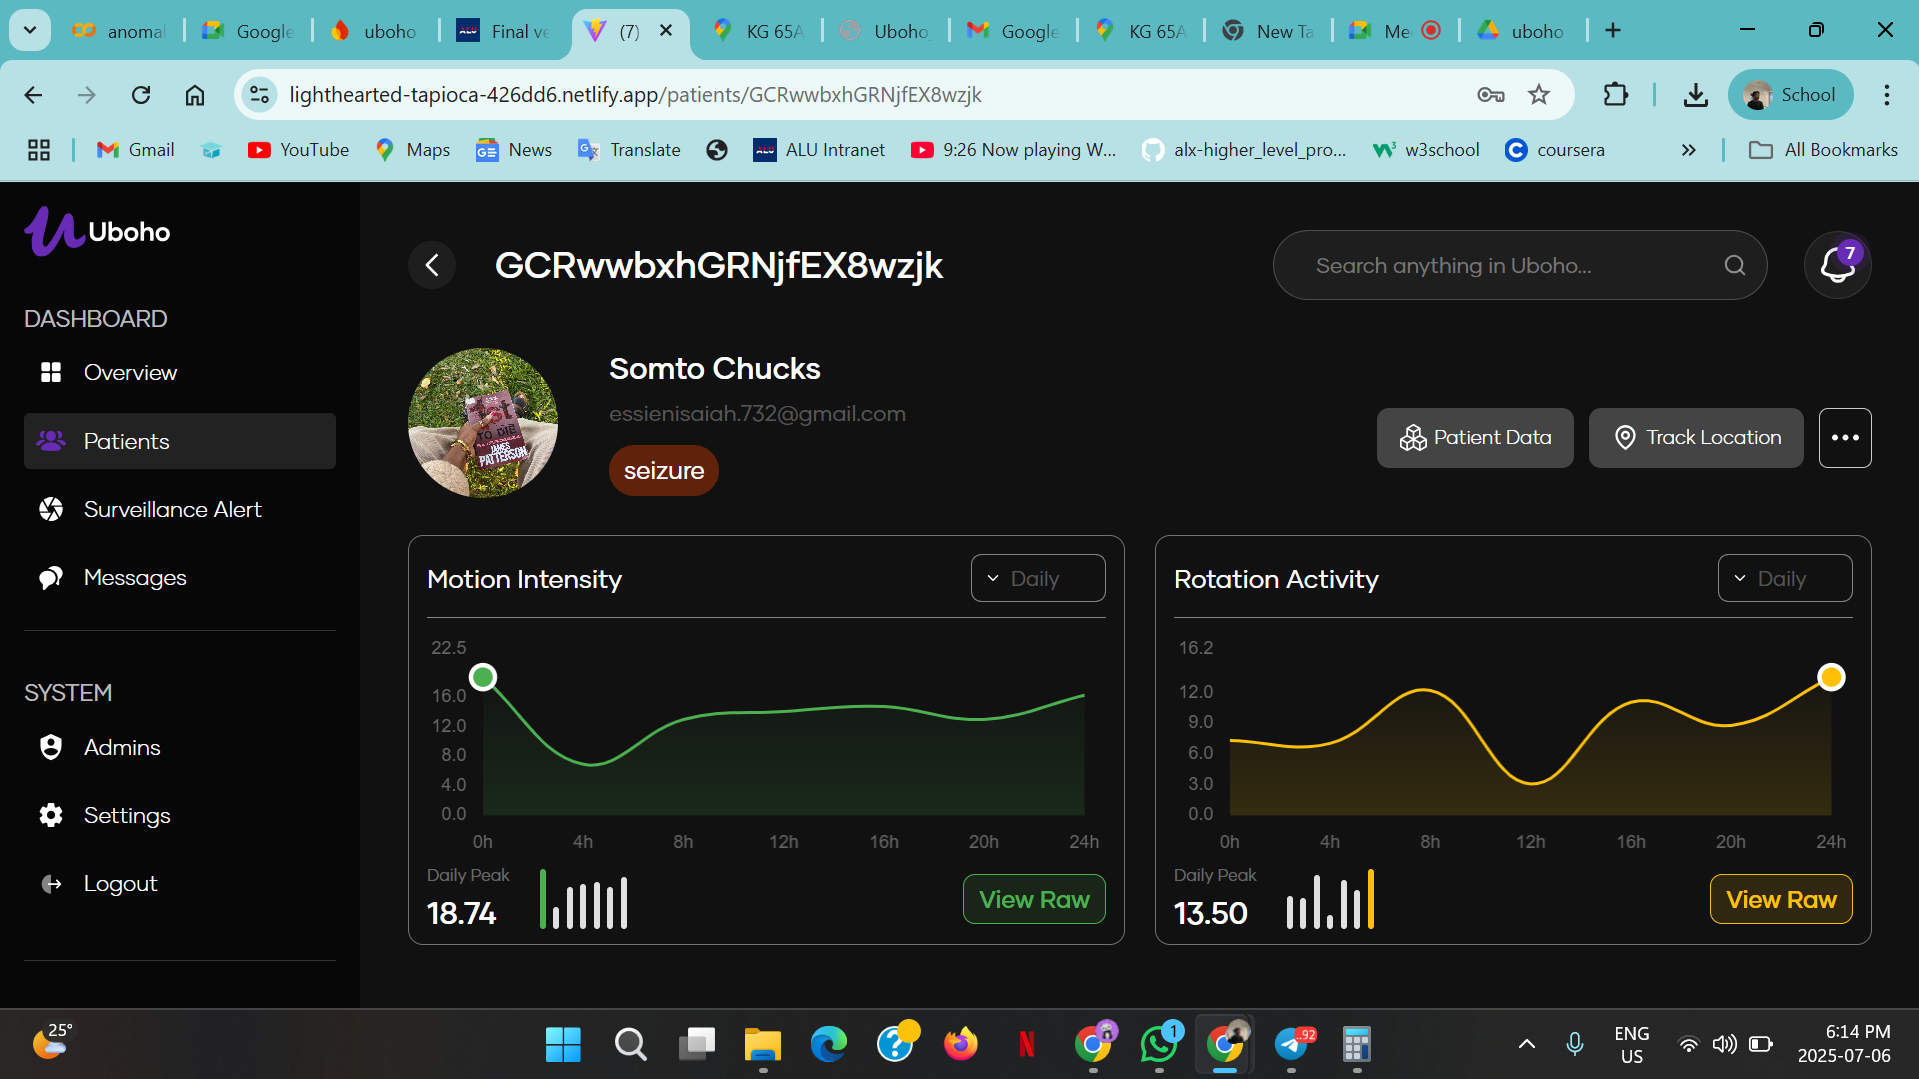 anomal
Google
uboho
Final ve
(7)
KG 65A
Uboho
Google
KG 65A
New Ta
Me
uboho
lighthearted-tapioca-426dd6.netlify.app/patients/GCRwwbxhGRNjfEX8wzjk
School
Gmail
YouTube
Maps
News
Translate
ALU Intranet
9:26 Now playing W...
alx-higher_level_pro...
w3school
coursera
All Bookmarks
Uboho
GCRwwbxhGRNjfEX8wzjk
Search anything in Uboho...
7
DASHBOARD
Overview
Patients
Surveillance Alert
Messages
SYSTEM
Admins
Settings
Logout
Somto Chucks
essienisaiah.732@gmail.com
seizure
Patient Data
Track Location
TO DIE
JAMES
PATTERSON
Motion Intensity
Daily
22.5
16.0
12.0
8.0
4.0
0.0
0h 4h 8h 12h 16h 20h 24h
Daily Peak
18.74
View Raw
Rotation Activity
Daily
16.2
12.0
9.0
6.0
3.0
0.0
0h 4h 8h 12h 16h 20h 24h
Daily Peak
13.50
View Raw
25°
1
..92
ENG
US
6:14 PM
2025-07-06